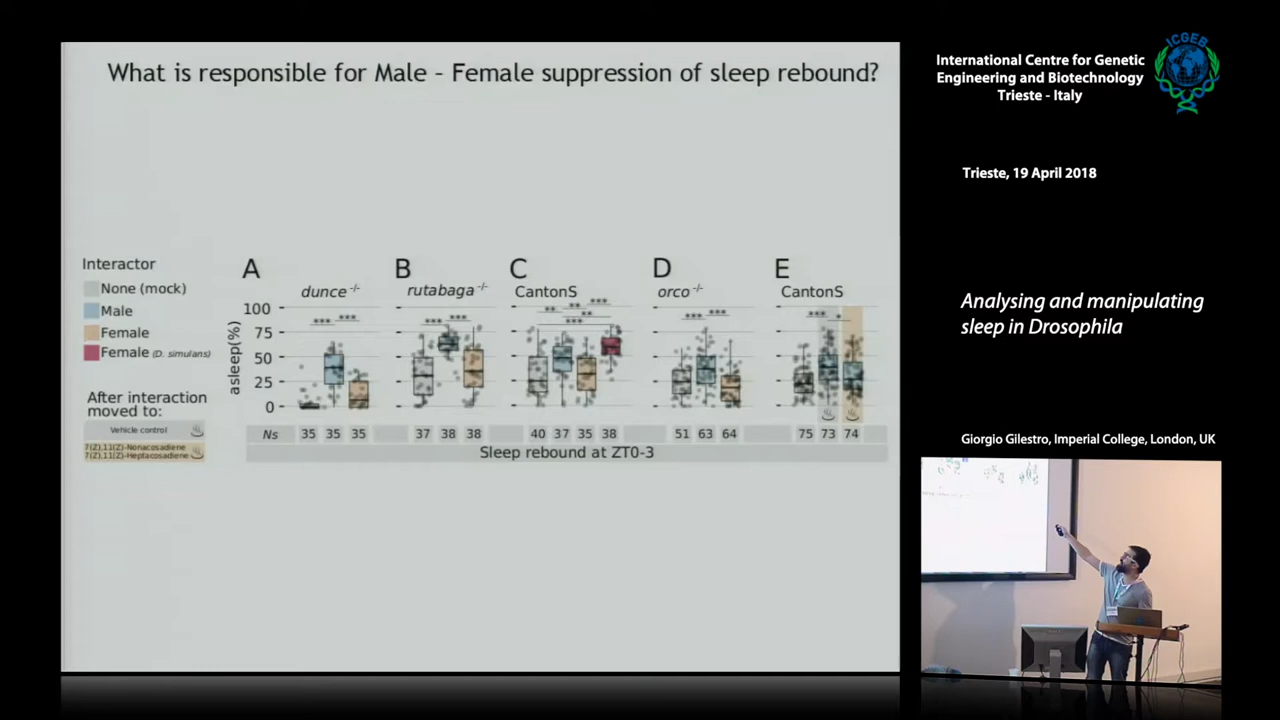 What is responsible for Male – Female suppression of sleep rebound?
Interactor
None (mock)
Male
Female
Female (D. simulans)
After interaction
moved to:
Vehicle control
7(Z),11(Z)-Nonacosadiene
7(Z),11(Z)-Heptacosadiene
A
dunce-/-
B
rutabaga-/-
C
CantonS
D
orco-/-
E
CantonS
asleep(%)
100
75
50
25
0
*** ***
*** ***
** ** ***
* **
***
*** ***
*** *
Ns 35 35 35 37 38 38 40 37 35 38 51 63 64 75 73 74
Sleep rebound at ZT0-3
ICGEB
International Centre for Genetic
Engineering and Biotechnology
Trieste - Italy
Trieste, 19 April 2018
Analysing and manipulating
sleep in Drosophila
Giorgio Gilestro, Imperial College, London, UK